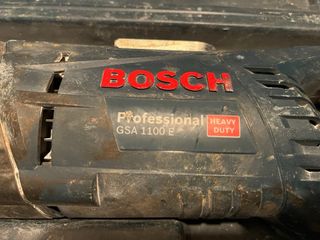 BOSCH
Professional
GSA 1100 E
HEAVY
DUTY